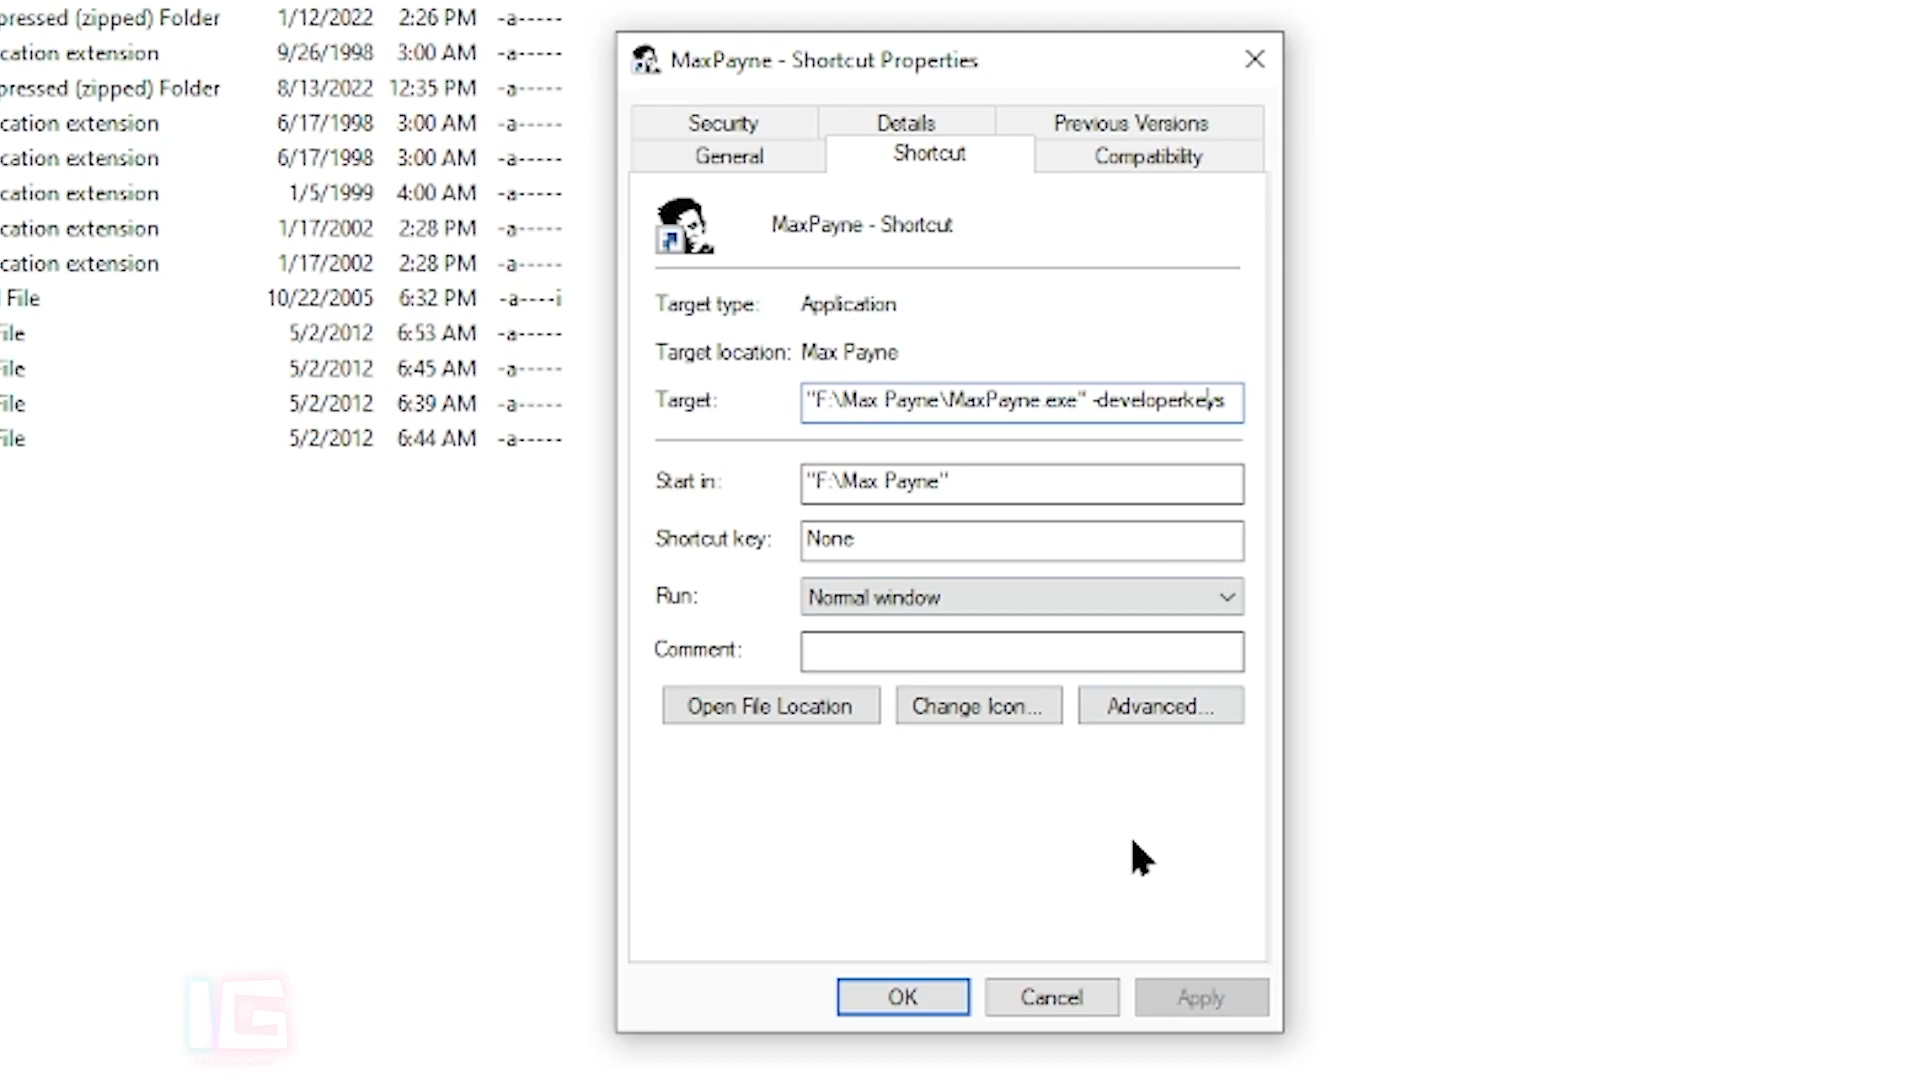 pressed (zipped) Folder 1/12/2022 2:26 PM -a-----
cation extension 9/26/1998 3:00 AM -a-----
pressed (zipped) Folder 8/13/2022 12:35 PM -a-----
cation extension 6/17/1998 3:00 AM -a-----
cation extension 6/17/1998 3:00 AM -a-----
cation extension 1/5/1999 4:00 AM -a-----
cation extension 1/17/2002 2:28 PM -a-----
cation extension 1/17/2002 2:28 PM -a-----
File 10/22/2005 6:32 PM -a----i
ile 5/2/2012 6:53 AM -a-----
ile 5/2/2012 6:45 AM -a-----
ile 5/2/2012 6:39 AM -a-----
ile 5/2/2012 6:44 AM -a-----
MaxPayne - Shortcut Properties
Security Details Previous Versions
General Shortcut Compatibility
MaxPayne - Shortcut
Target type: Application
Target location: Max Payne
Target: "F:\Max Payne\MaxPayne.exe" -developerkeys
Start in: "F:\Max Payne"
Shortcut key: None
Run: Normal window
Comment:
Open File Location Change Icon... Advanced...
OK Cancel Apply
IG